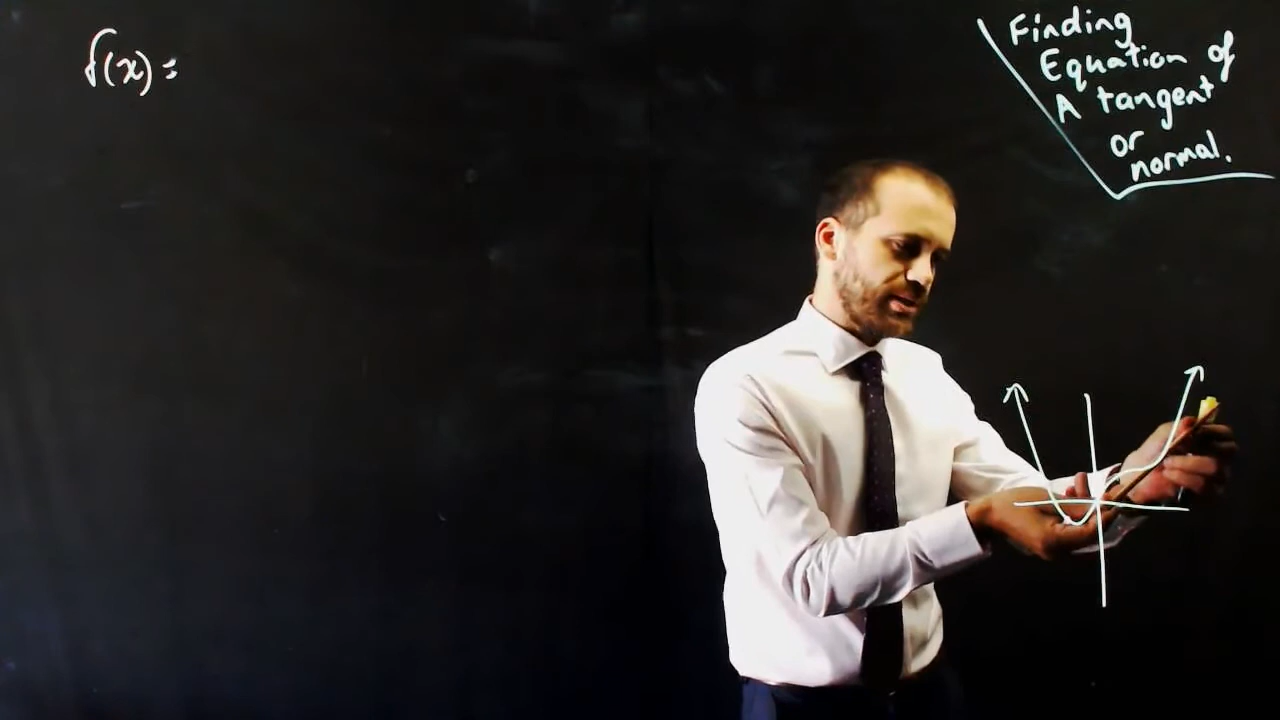 f(x) =
Finding
Equation of
A tangent
or
normal.